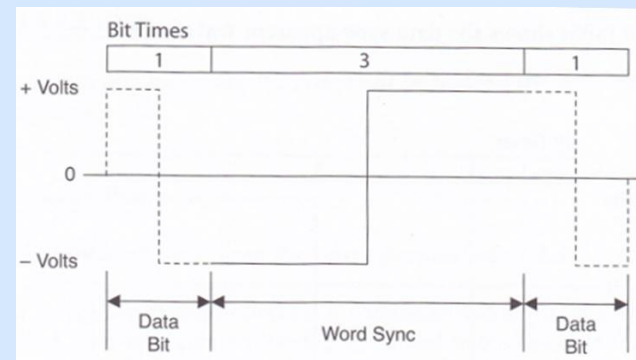 Bit Times
1 3 1
+ Volts
0
– Volts
Data
Bit
Word Sync
Data
Bit